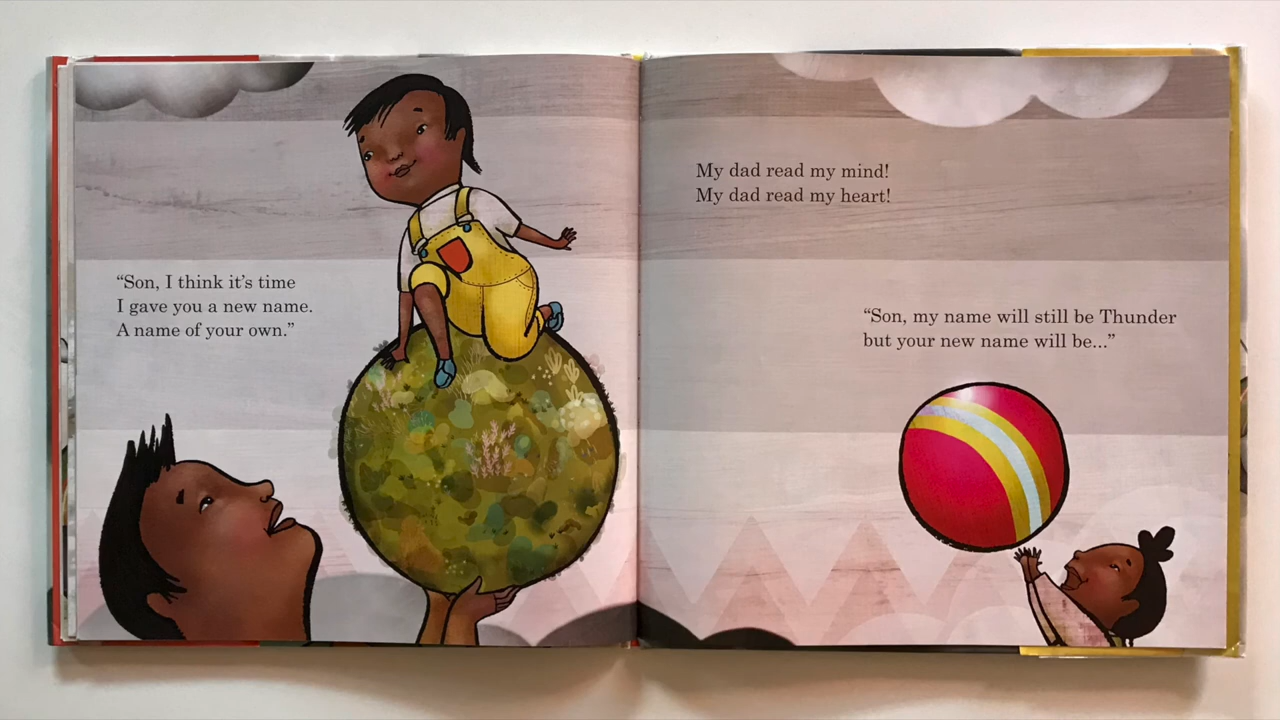 “Son, I think it’s time
I gave you a new name.
A name of your own.”
My dad read my mind!
My dad read my heart!
“Son, my name will still be Thunder
but your new name will be...”